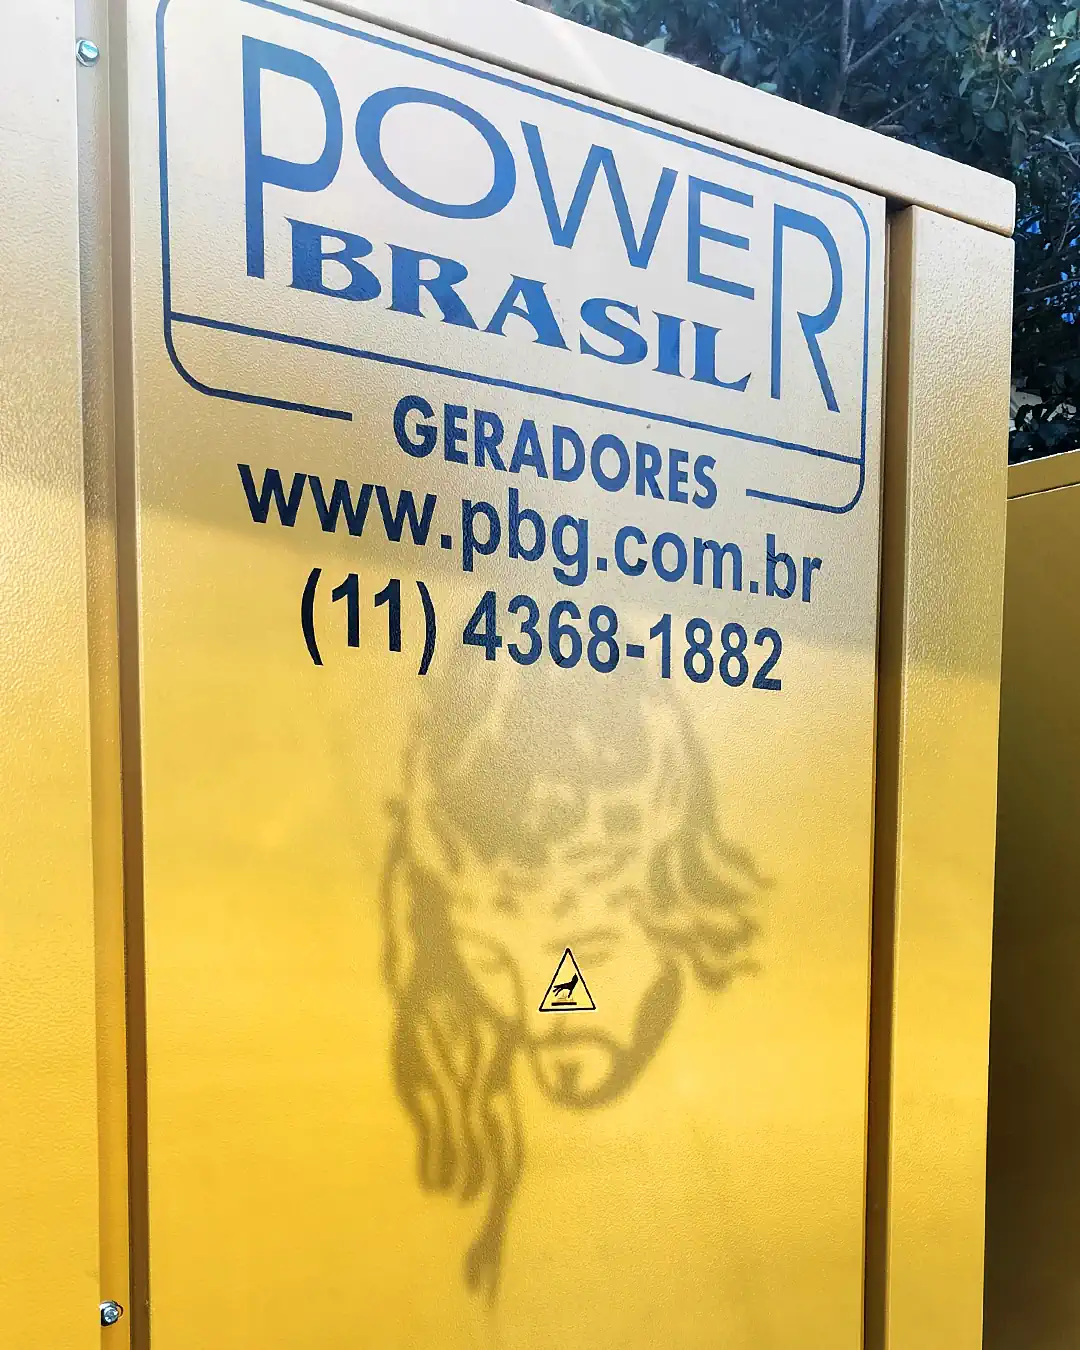 POWER
BRASIL
GERADORES
www.pbg.com.br
(11) 4368-1882